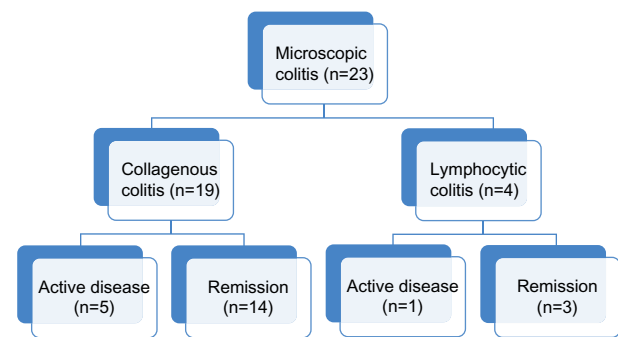 Microscopic
colitis (n=23)
Collagenous
colitis (n=19)
Lymphocytic
colitis (n=4)
Active disease
(n=5)
Remission
(n=14)
Active disease
(n=1)
Remission
(n=3)